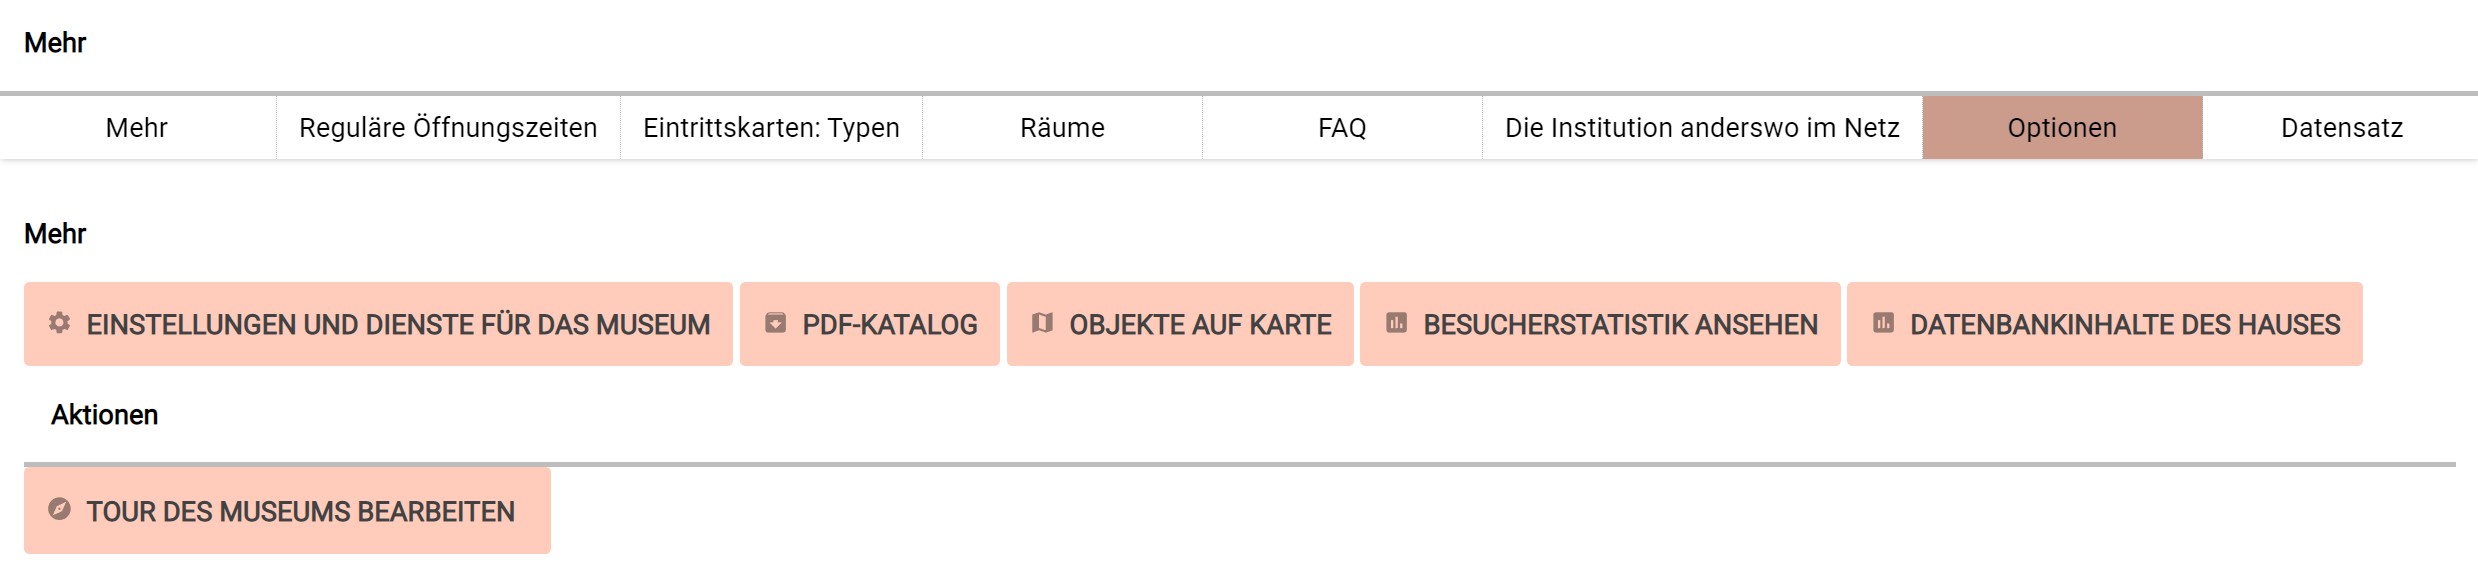 Mehr
Mehr Reguläre Öffnungszeiten Eintrittskarten: Typen Räume FAQ Die Institution anderswo im Netz Optionen Datensatz
Mehr
EINSTELLUNGEN UND DIENSTE FÜR DAS MUSEUM PDF-KATALOG OBJEKTE AUF KARTE BESUCHERSTATISTIK ANSEHEN DATENBANKINHALTE DES HAUSES
Aktionen
TOUR DES MUSEUMS BEARBEITEN